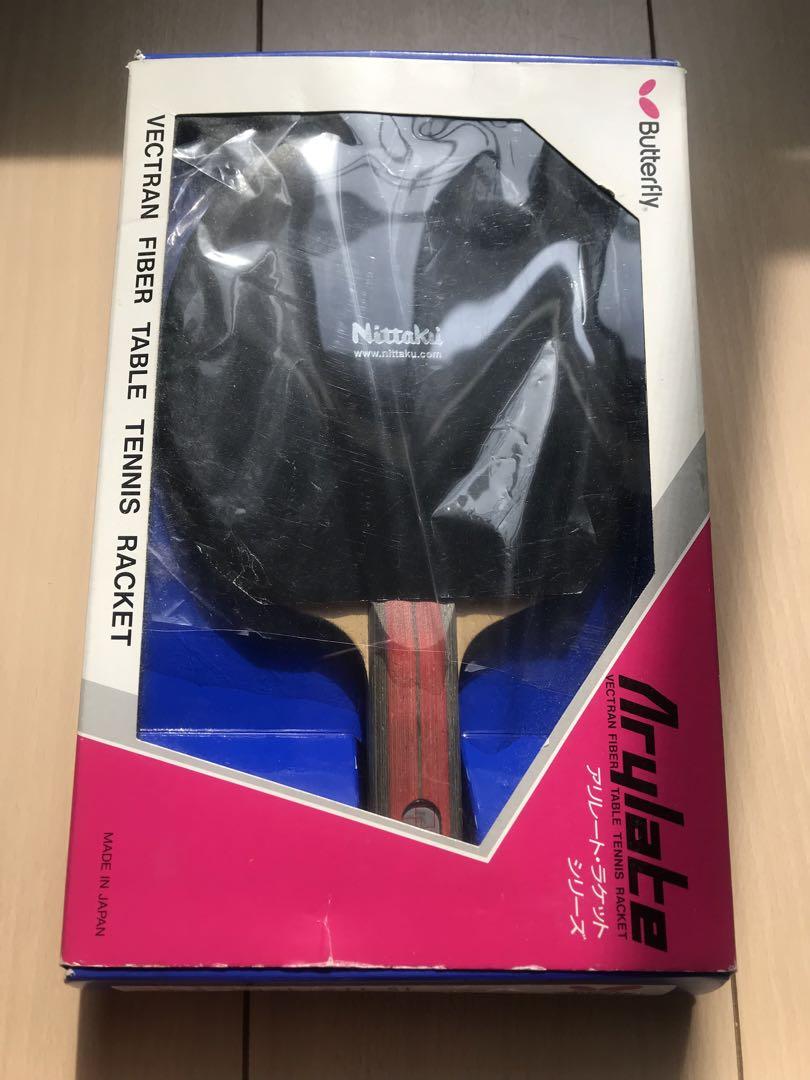 Butterfly
VECTRAN FIBER TABLE TENNIS RACKET
Nittaku
www.nittaku.com
Arylate
VECTRAN FIBER TABLE TENNIS RACKET
アリレート・ラケット
シリーズ
MADE IN JAPAN